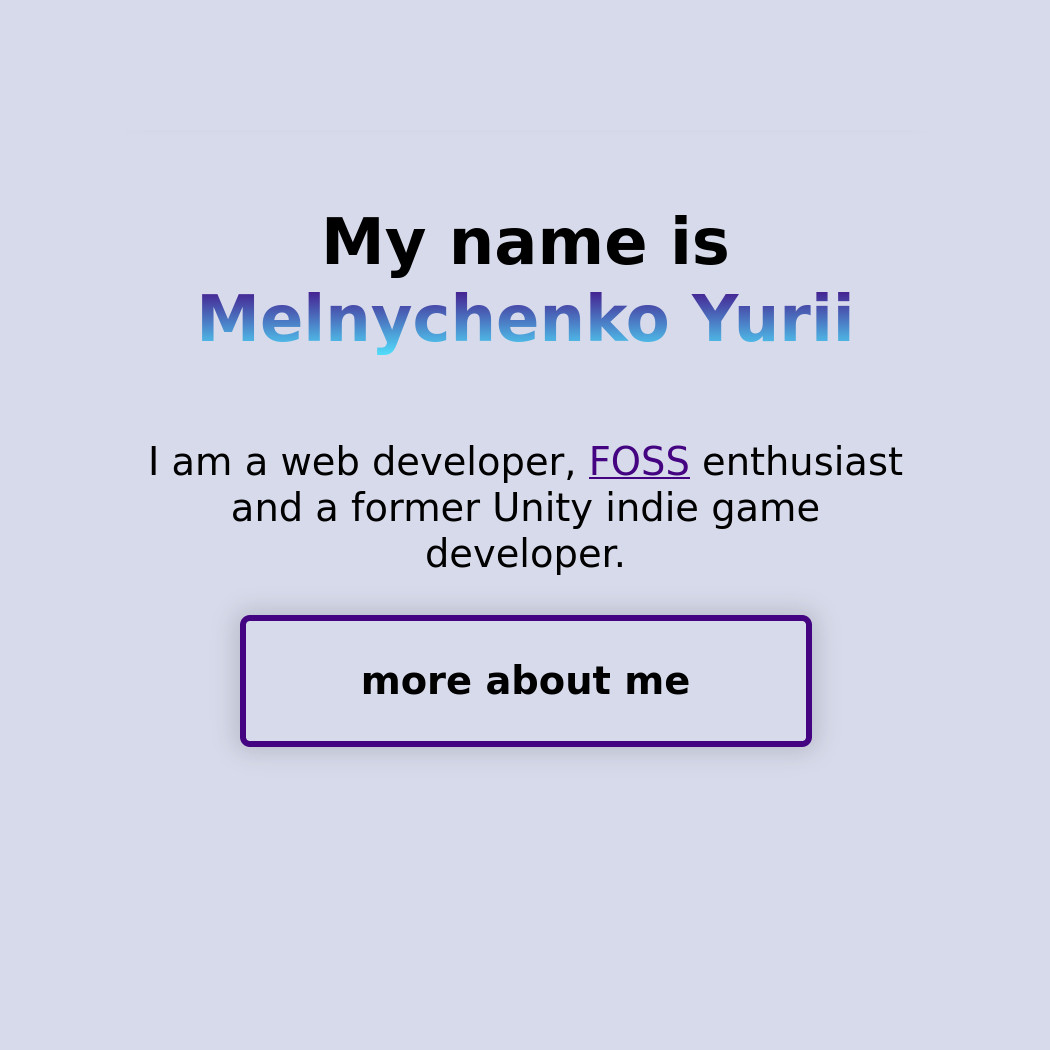 My name is
Melnychenko Yurii
I am a web developer, FOSS enthusiast
and a former Unity indie game
developer.
more about me